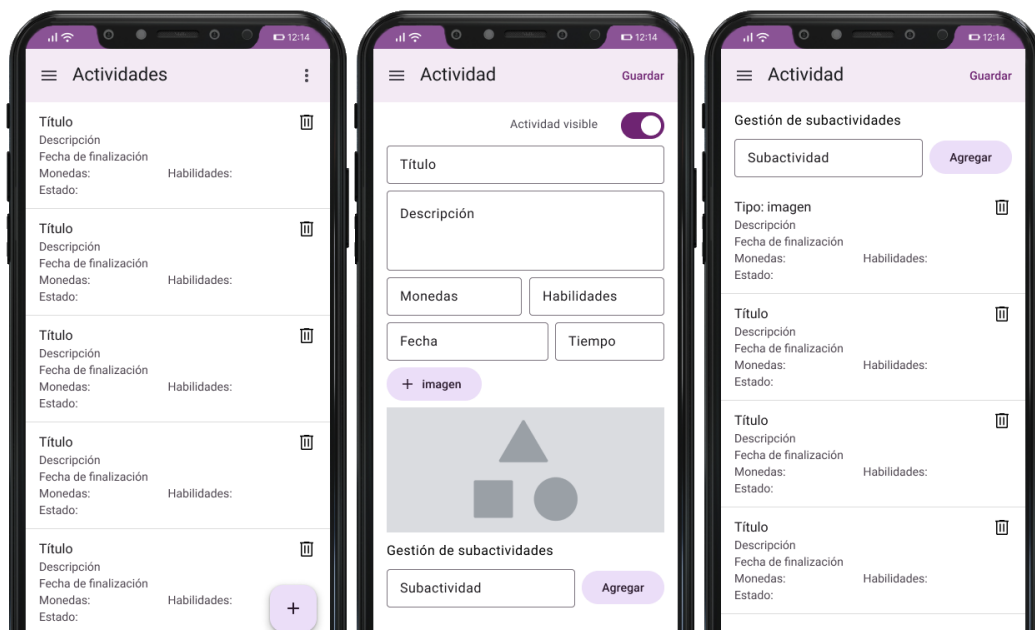 12:14
Actividades
Título
Descripción
Fecha de finalización
Monedas: Habilidades:
Estado:
Título
Descripción
Fecha de finalización
Monedas: Habilidades:
Estado:
Título
Descripción
Fecha de finalización
Monedas: Habilidades:
Estado:
Título
Descripción
Fecha de finalización
Monedas: Habilidades:
Estado:
Título
Descripción
Fecha de finalización
Monedas: Habilidades:
Estado:
+
12:14
Actividad Guardar
Actividad visible
Título
Descripción
Monedas Habilidades
Fecha Tiempo
+ imagen
Gestión de subactividades
Subactividad Agregar
12:14
Actividad Guardar
Gestión de subactividades
Subactividad Agregar
Tipo: imagen
Descripción
Fecha de finalización
Monedas: Habilidades:
Estado:
Título
Descripción
Fecha de finalización
Monedas: Habilidades:
Estado:
Título
Descripción
Fecha de finalización
Monedas: Habilidades:
Estado:
Título
Descripción
Fecha de finalización
Monedas: Habilidades:
Estado: